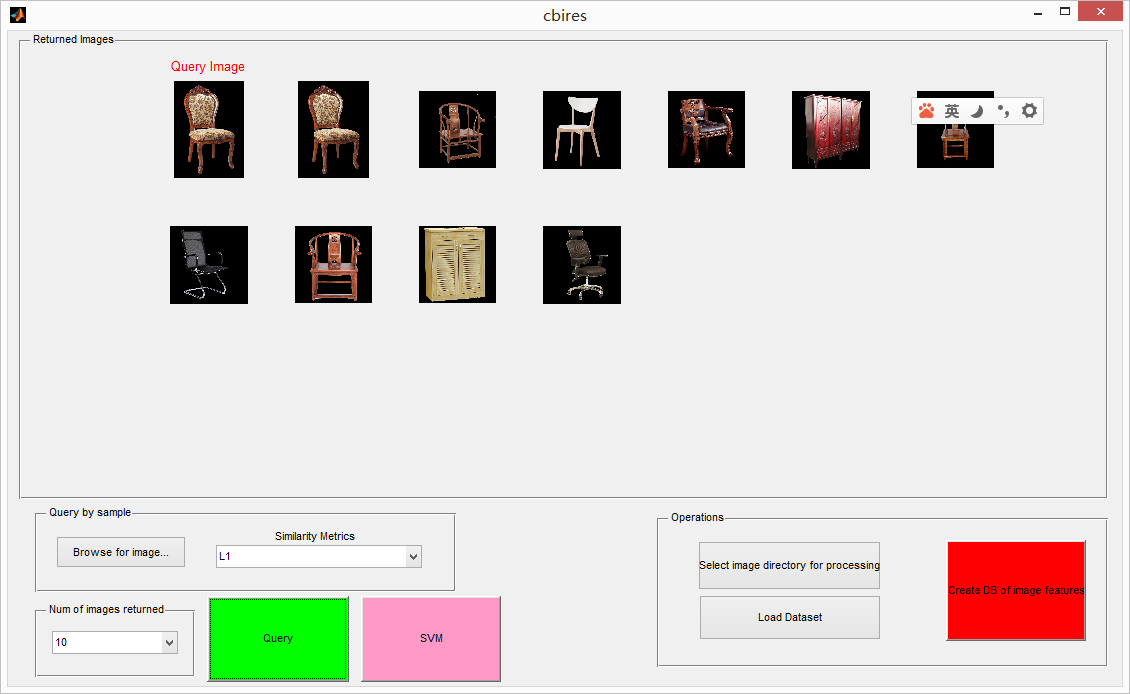 cbires
Returned Images
Query Image
英
Query by sample
Browse for image...
Similarity Metrics
L1
Num of images returned
10
Query
SVM
Operations
Select image directory for processing
Load Dataset
Create DB of image features